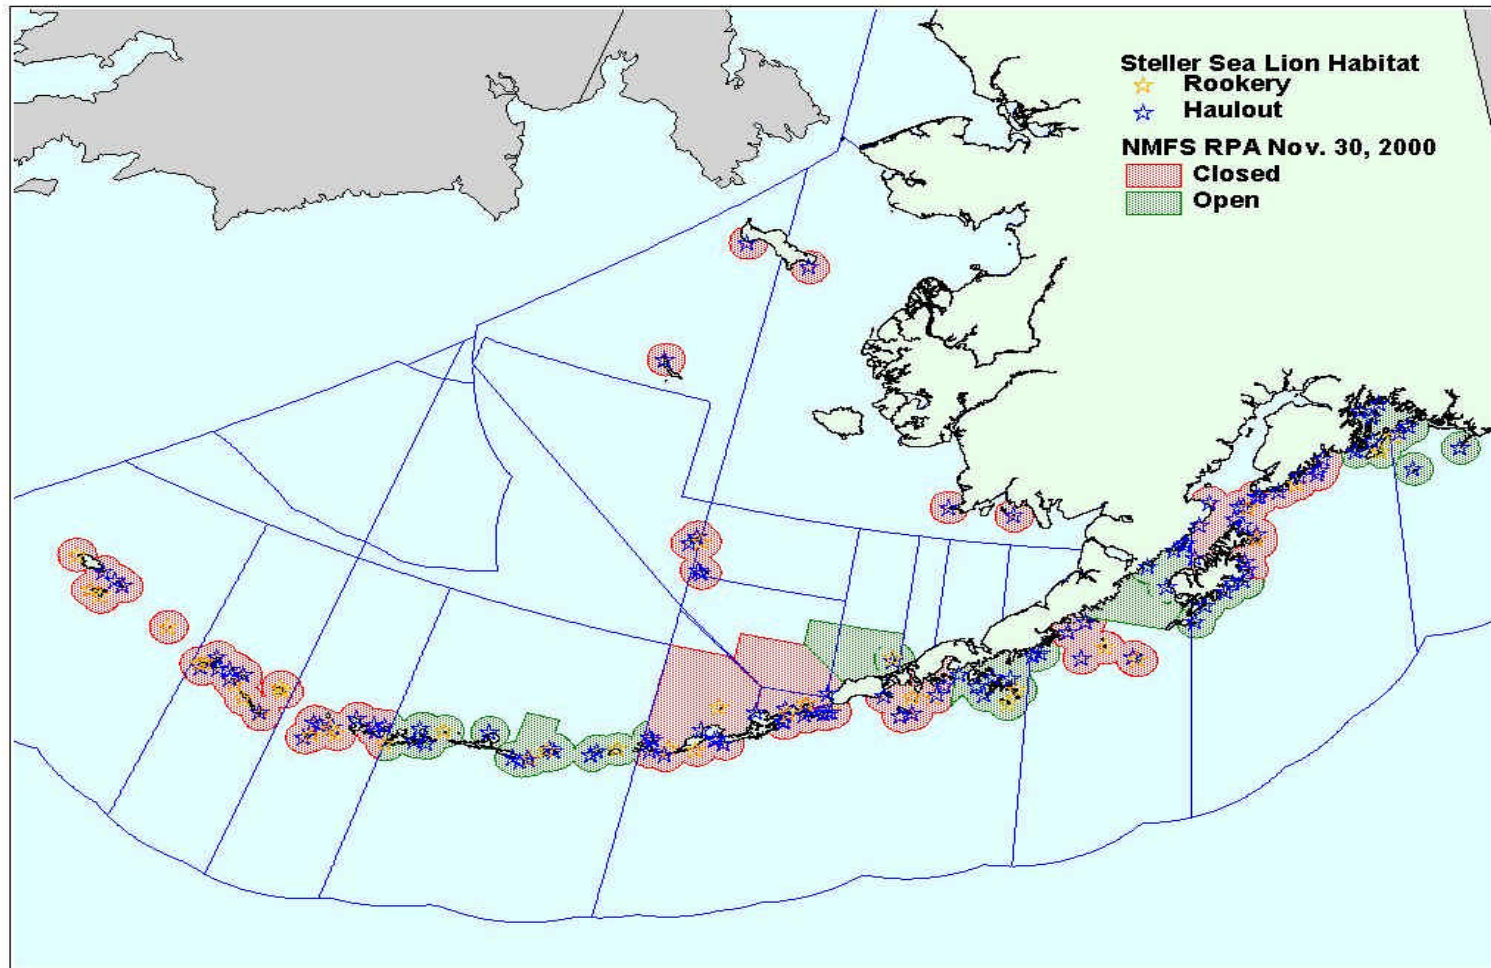 Steller Sea Lion Habitat
Rookery
Haulout
NMFS RPA Nov. 30, 2000
Closed
Open